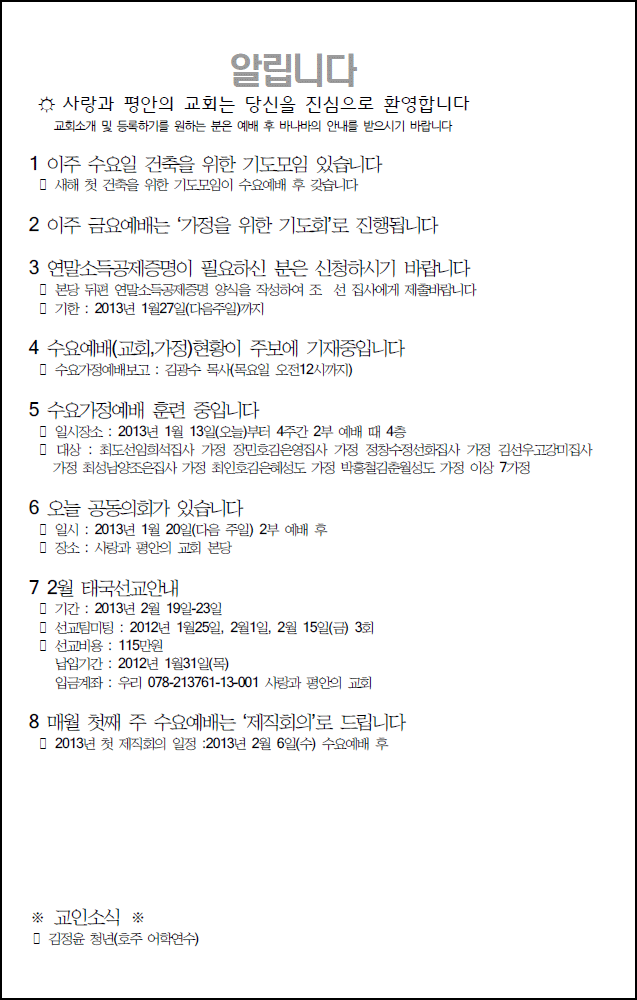 알립니다
☼ 사랑과 평안의 교회는 당신을 진심으로 환영합니다
교회소개 및 등록하기를 원하는 분은 예배 후 바나바의 안내를 받으시기 바랍니다
1 이주 수요일 건축을 위한 기도모임 있습니다
▯ 새해 첫 건축을 위한 기도모임이 수요예배 후 갖습니다
2 이주 금요예배는 ‘가정을 위한 기도회’로 진행됩니다
3 연말소득공제증명이 필요하신 분은 신청하시기 바랍니다
▯ 본당 뒤편 연말소득공제증명 양식을 작성하여 조 선 집사에게 제출바랍니다
▯ 기한 : 2013년 1월27일(다음주일)까지
4 수요예배(교회,가정)현황이 주보에 기재중입니다
▯ 수요가정예배보고 : 김광수 목사(목요일 오전12시까지)
5 수요가정예배 훈련 중입니다
▯ 일시장소 : 2013년 1월 13일(오늘)부터 4주간 2부 예배 때 4층
▯ 대상 : 최도선임희석집사 가정 장민호김은영집사 가정 정창수정선화집사 가정 김선우고강미집사
가정 최성남양조은집사 가정 최인호김은혜성도 가정 박홍철김춘월성도 가정 이상 7가정
6 오늘 공동의회가 있습니다
▯ 일시 : 2013년 1월 20일(다음 주일) 2부 예배 후
▯ 장소 : 사랑과 평안의 교회 본당
7 2월 태국선교안내
▯ 기간 : 2013년 2월 19일-23일
▯ 선교팀미팅 : 2012년 1월25일, 2월1일, 2월 15일(금) 3회
▯ 선교비용 : 115만원
납입기간 : 2012년 1월31일(목)
입금계좌 : 우리 078-213761-13-001 사랑과 평안의 교회
8 매월 첫째 주 수요예배는 ‘제직회의’로 드립니다
▯ 2013년 첫 제직회의 일정 :2013년 2월 6일(수) 수요예배 후
※ 교인소식 ※
▯ 김정윤 청년(호주 어학연수)